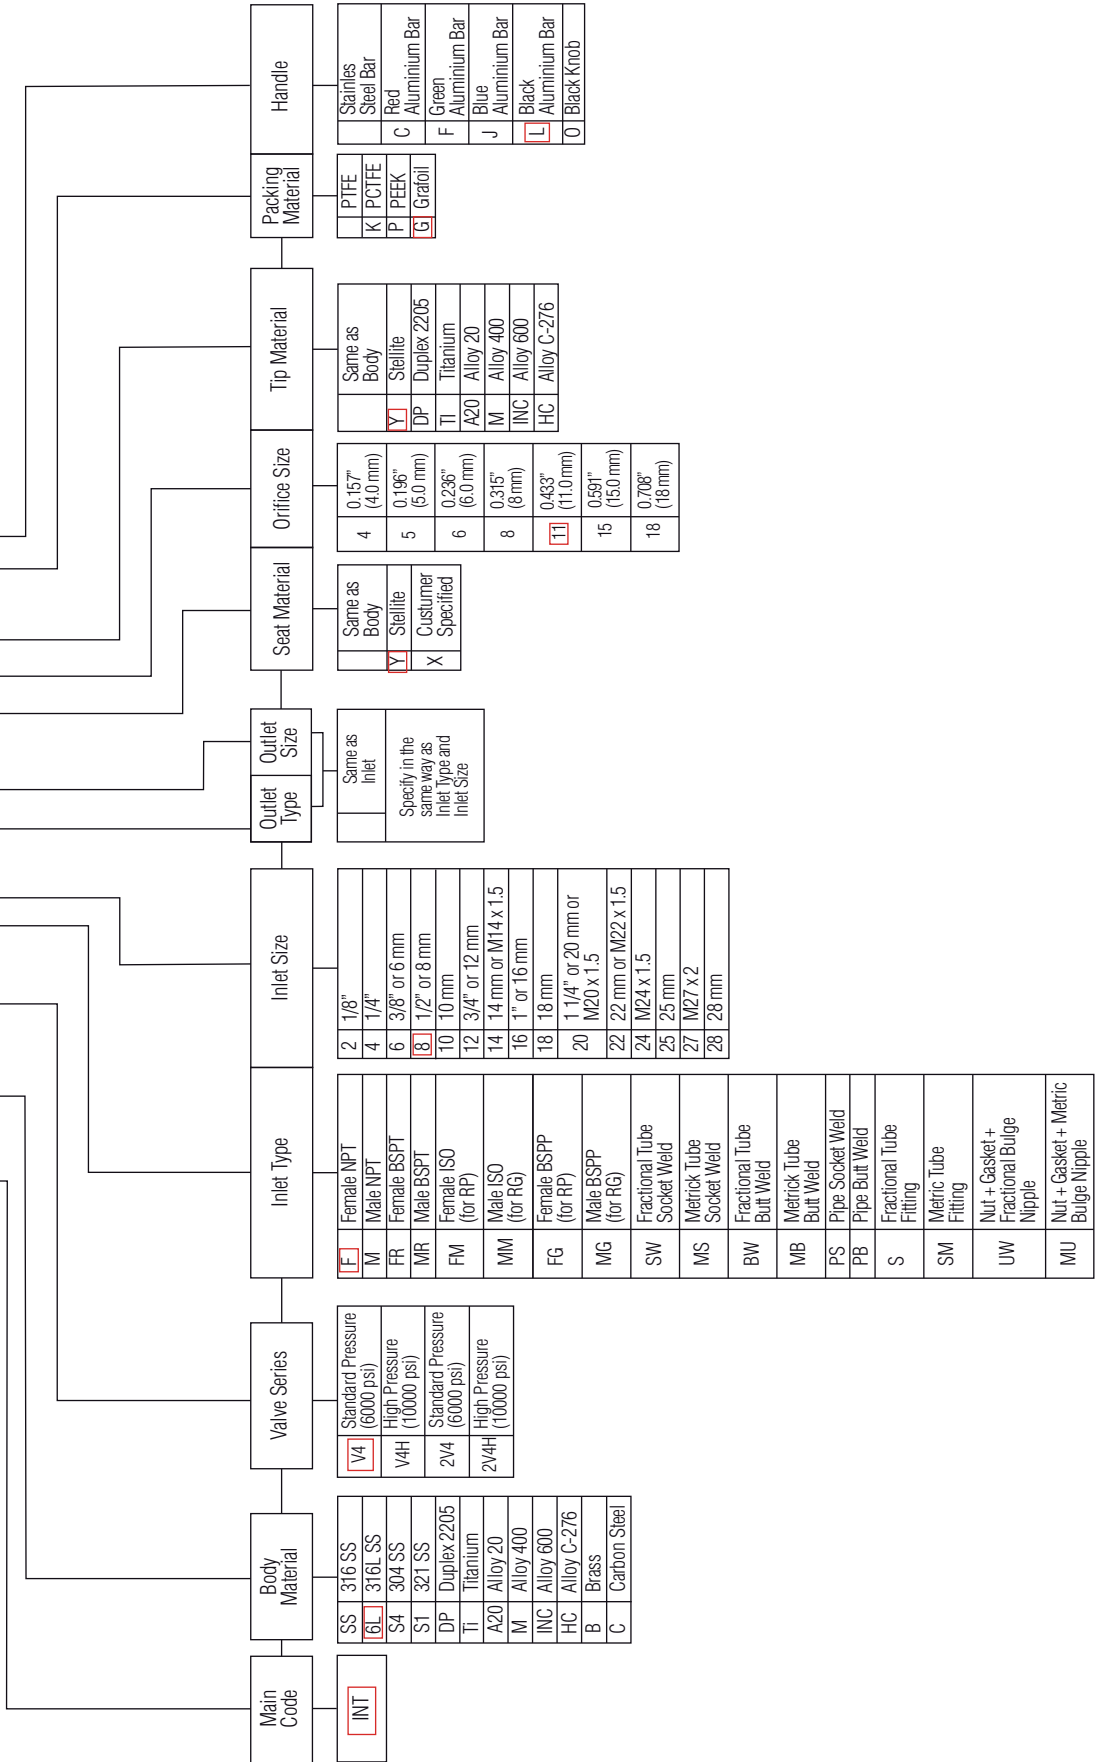 Main
Code
INT
Body
Material
SS 316 SS
6L 316L SS
S4 304 SS
S1 321 SS
DP Duplex 2205
Ti Titanium
A20 Alloy 20
M Alloy 400
INC Alloy 600
HC Alloy C-276
B Brass
C Carbon Steel
Valve Series
V4 Standard Pressure
(6000 psi)
V4H High Pressure
(10000 psi)
2V4 Standard Pressure
(6000 psi)
2V4H High Pressure
(10000 psi)
Inlet Type
F Female NPT
M Male NPT
FR Female BSPT
MR Male BSPT
FM Female ISO
(for RP)
MM Male ISO
(for RG)
FG Female BSPP
(for RP)
MG Male BSPP
(for RG)
SW Fractional Tube
Socket Weld
MS Metrick Tube
Socket Weld
BW Fractional Tube
Butt Weld
MB Metrick Tube
Butt Weld
PS Pipe Socket Weld
PB Pipe Butt Weld
S Fractional Tube
Fitting
SM Metric Tube
Fitting
UW Nut + Gasket +
Fractional Bulge
Nipple
MU Nut + Gasket + Metric
Bulge Nipple
Inlet Size
2 1/8"
4 1/4"
6 3/8" or 6 mm
8 1/2" or 8 mm
10 10 mm
12 3/4" or 12 mm
14 14 mm or M14 x 1.5
16 1" or 16 mm
18 18 mm
20 1 1/4" or 20 mm or
M20 x 1.5
22 22 mm or M22 x 1.5
24 M24 x 1.5
25 25 mm
27 M27 x 2
28 28 mm
Outlet
Type
Outlet
Size
Same as
Inlet
Specify in the
same way as
Inlet Type and
Inlet Size
Seat Material
Same as
Body
Y Stellite
X Custumer
Specified
Orifice Size
4 0.157"
(4.0 mm)
5 0.196"
(5.0 mm)
6 0.236"
(6.0 mm)
8 0.315"
(8 mm)
11 0.433"
(11.0 mm)
15 0.591"
(15.0 mm)
18 0.708"
(18 mm)
Tip Material
Same as
Body
Y Stellite
DP Duplex 2205
TI Titanium
A20 Alloy 20
M Alloy 400
INC Alloy 600
HC Alloy C-276
Packing
Material
PTFE
K PCTFE
P PEEK
G Grafoil
Handle
Stainles
Steel Bar
C Red
Aluminium Bar
F Green
Aluminium Bar
J Blue
Aluminium Bar
L Black
Aluminium Bar
O Black Knob